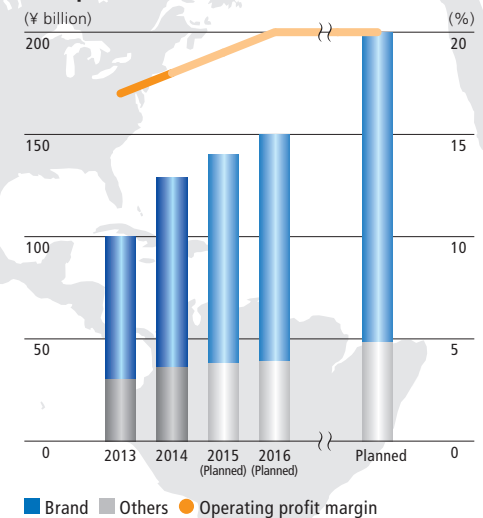 (¥ billion) (%)
200 20
150 15
100 10
50 5
0 2013 2014 2015 2016 Planned 0
(Planned) (Planned)
Brand Others Operating profit margin